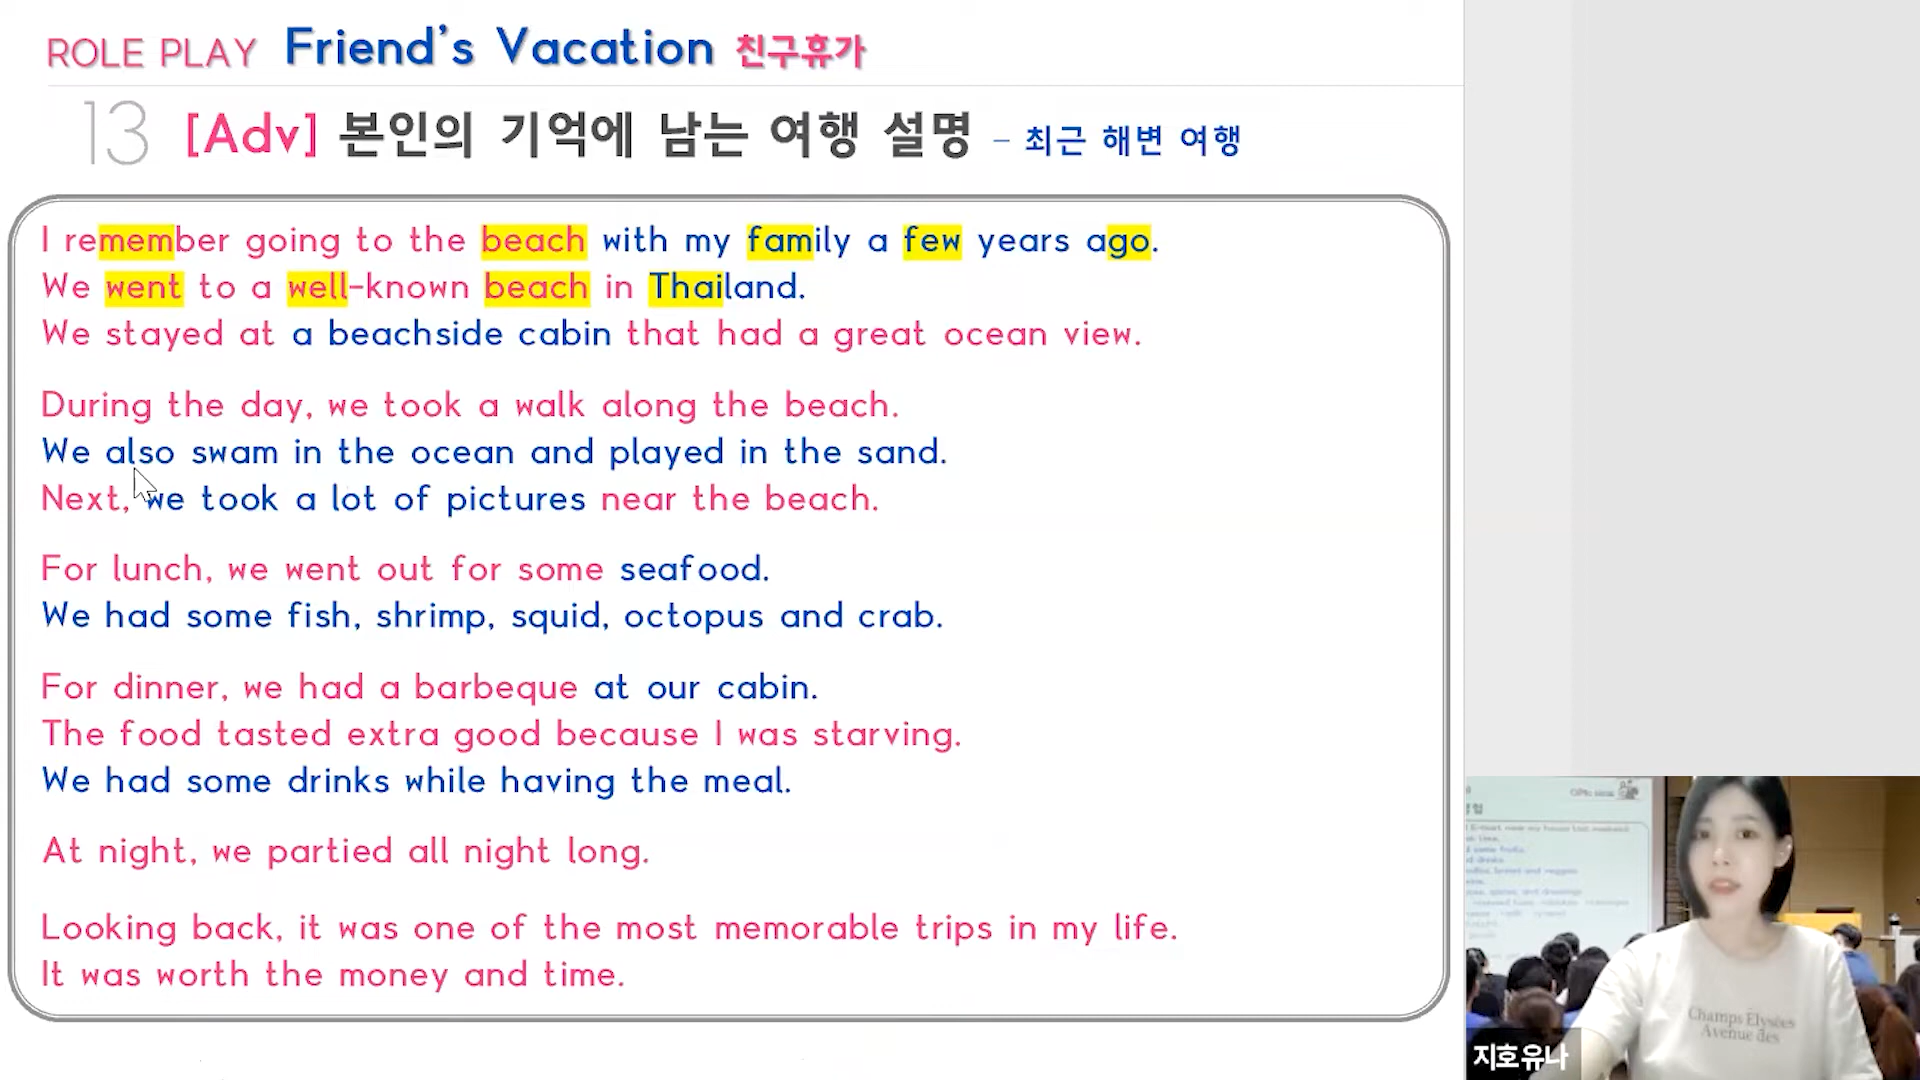 ROLE PLAY Friend's Vacation 친구휴가
13 [Adv] 본인의 기억에 남는 여행 설명 – 최근 해변 여행
I remember going to the beach with my family a few years ago.
We went to a well-known beach in Thailand.
We stayed at a beachside cabin that had a great ocean view.
During the day, we took a walk along the beach.
We also swam in the ocean and played in the sand.
Next, we took a lot of pictures near the beach.
For lunch, we went out for some seafood.
We had some fish, shrimp, squid, octopus and crab.
For dinner, we had a barbeque at our cabin.
The food tasted extra good because I was starving.
We had some drinks while having the meal.
At night, we partied all night long.
Looking back, it was one of the most memorable trips in my life.
It was worth the money and time.
Champs Elysées
Avenue des
지호유나